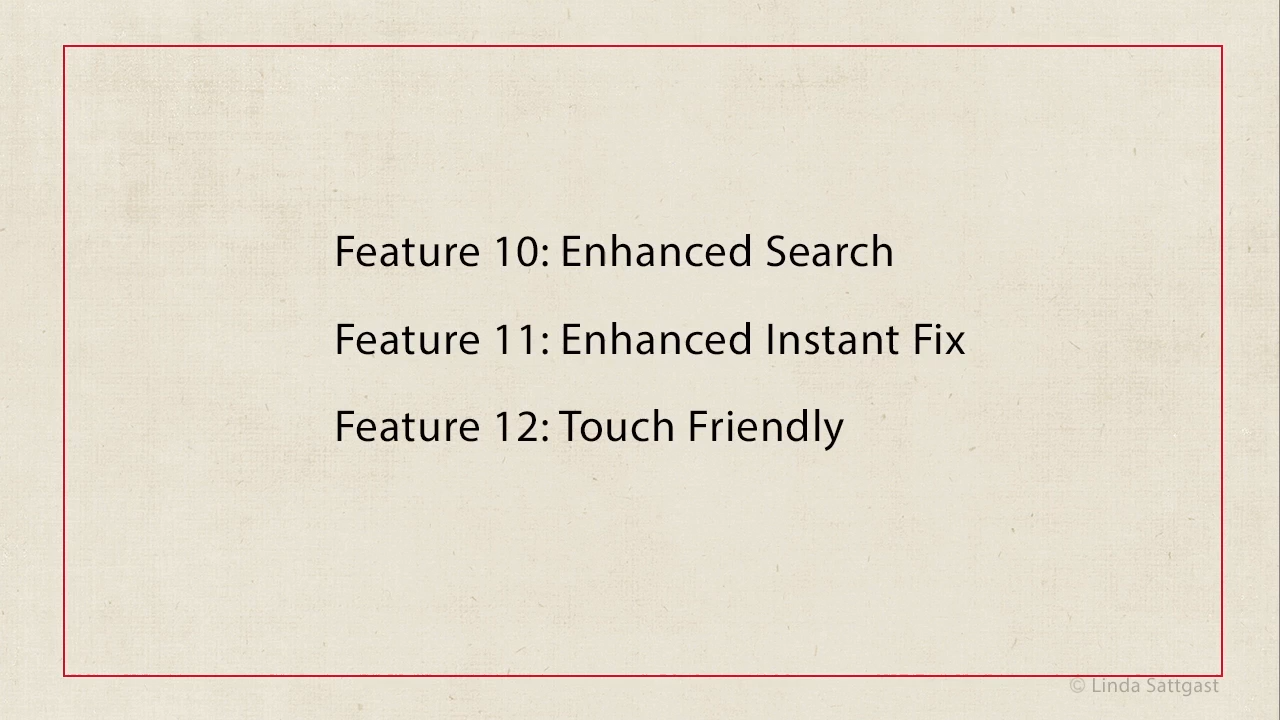 Feature 10: Enhanced Search
Feature 11: Enhanced Instant Fix
Feature 12: Touch Friendly
© Linda Sattgast